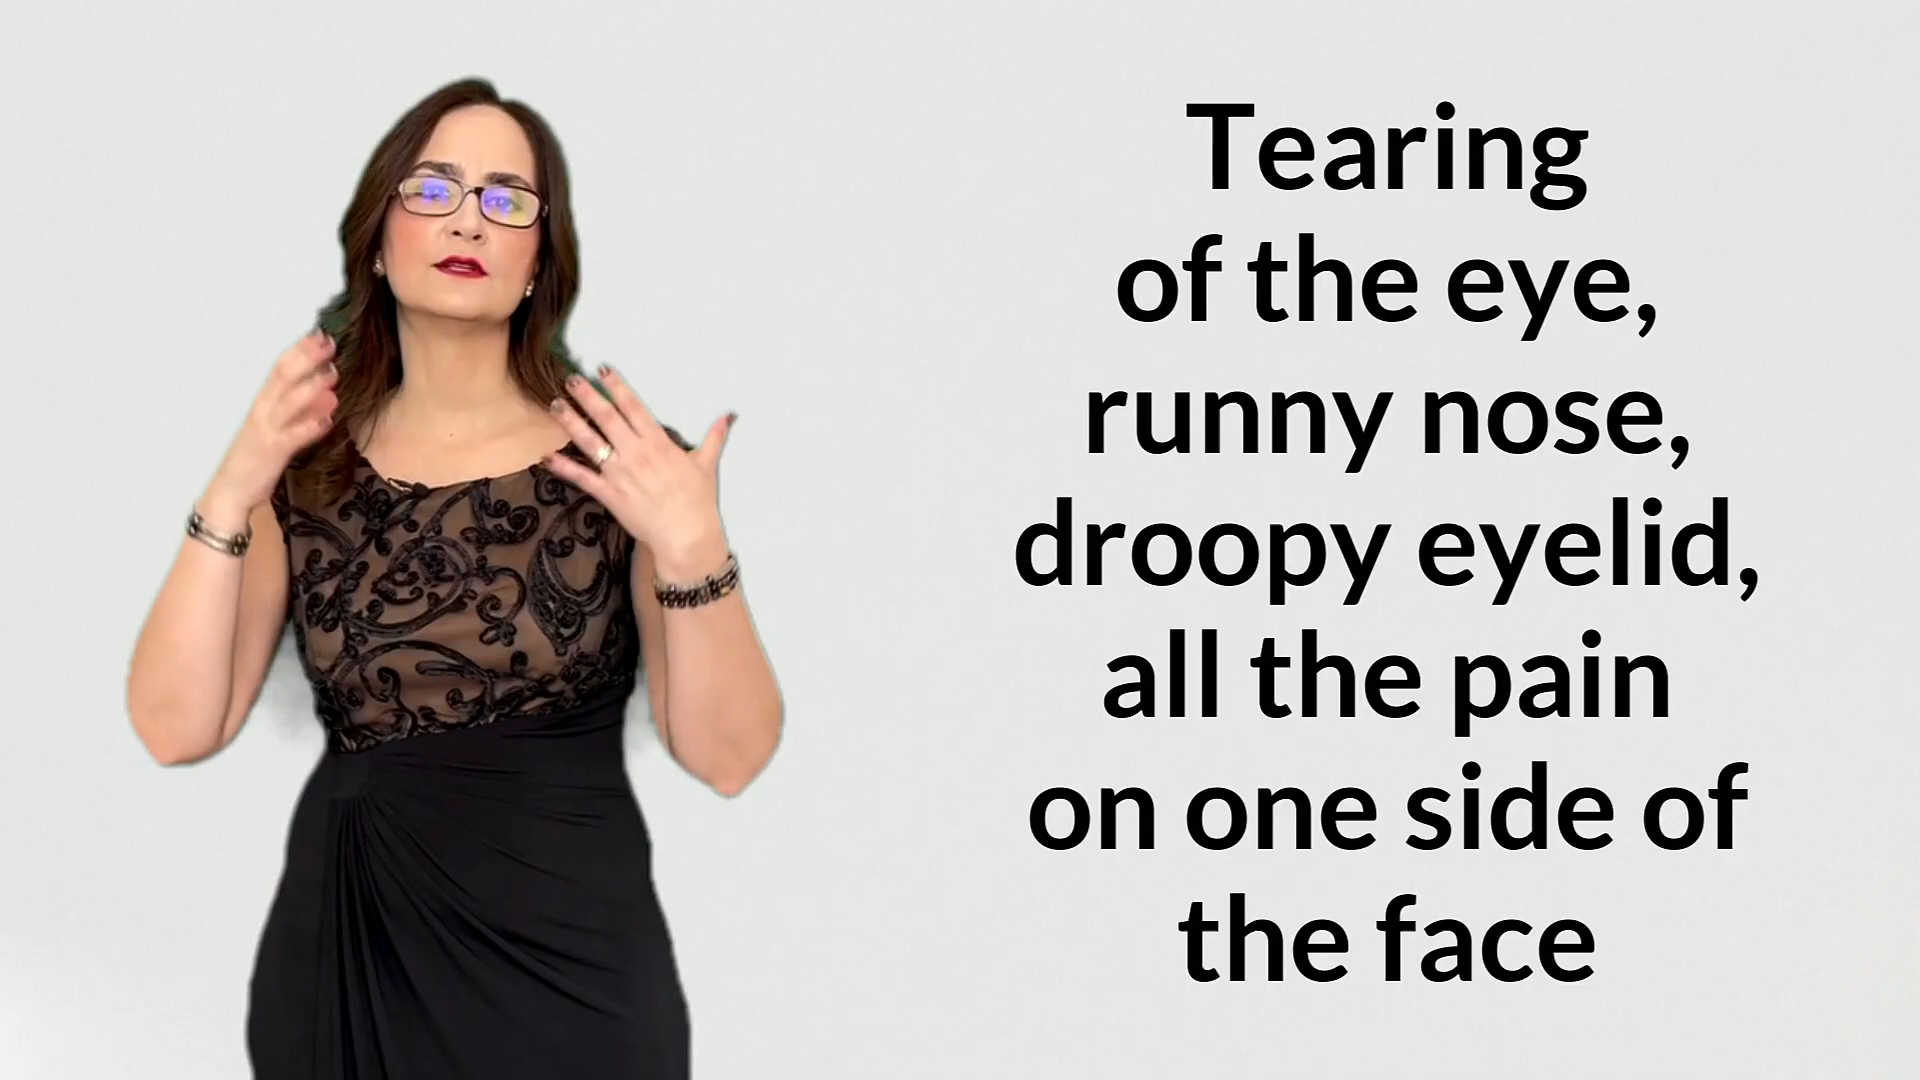 Tearing
of the eye,
runny nose,
droopy eyelid,
all the pain
on one side of
the face